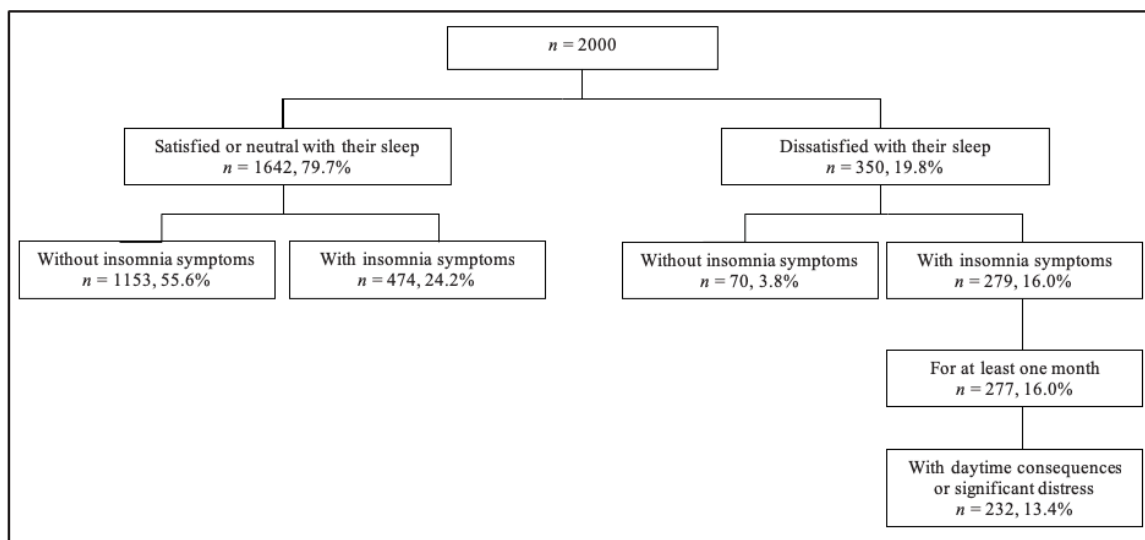 n = 2000
Satisfied or neutral with their sleep
n = 1642, 79.7%
Dissatisfied with their sleep
n = 350, 19.8%
Without insomnia symptoms
n = 1153, 55.6%
With insomnia symptoms
n = 474, 24.2%
Without insomnia symptoms
n = 70, 3.8%
With insomnia symptoms
n = 279, 16.0%
For at least one month
n = 277, 16.0%
With daytime consequences
or significant distress
n = 232, 13.4%